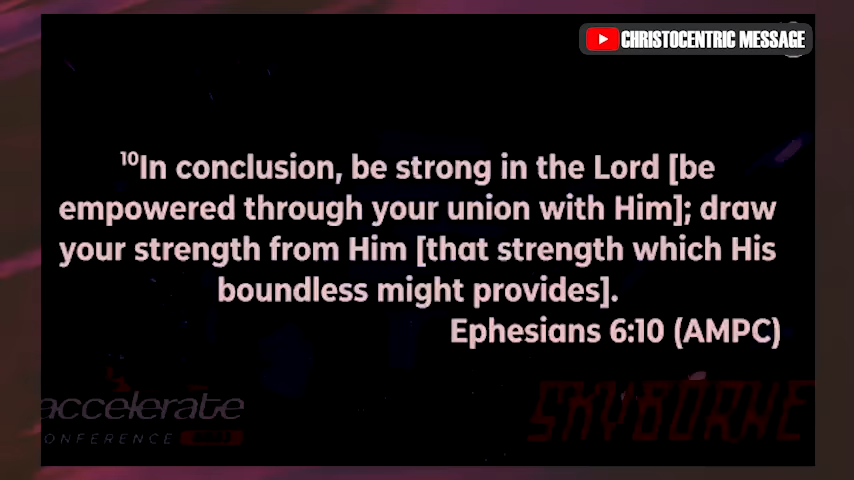 CHRISTOCENTRIC MESSAGE
¹⁰In conclusion, be strong in the Lord [be
empowered through your union with Him]; draw
your strength from Him [that strength which His
boundless might provides].
Ephesians 6:10 (AMPC)
accelerate
ONFERENCE
SKYBORNE